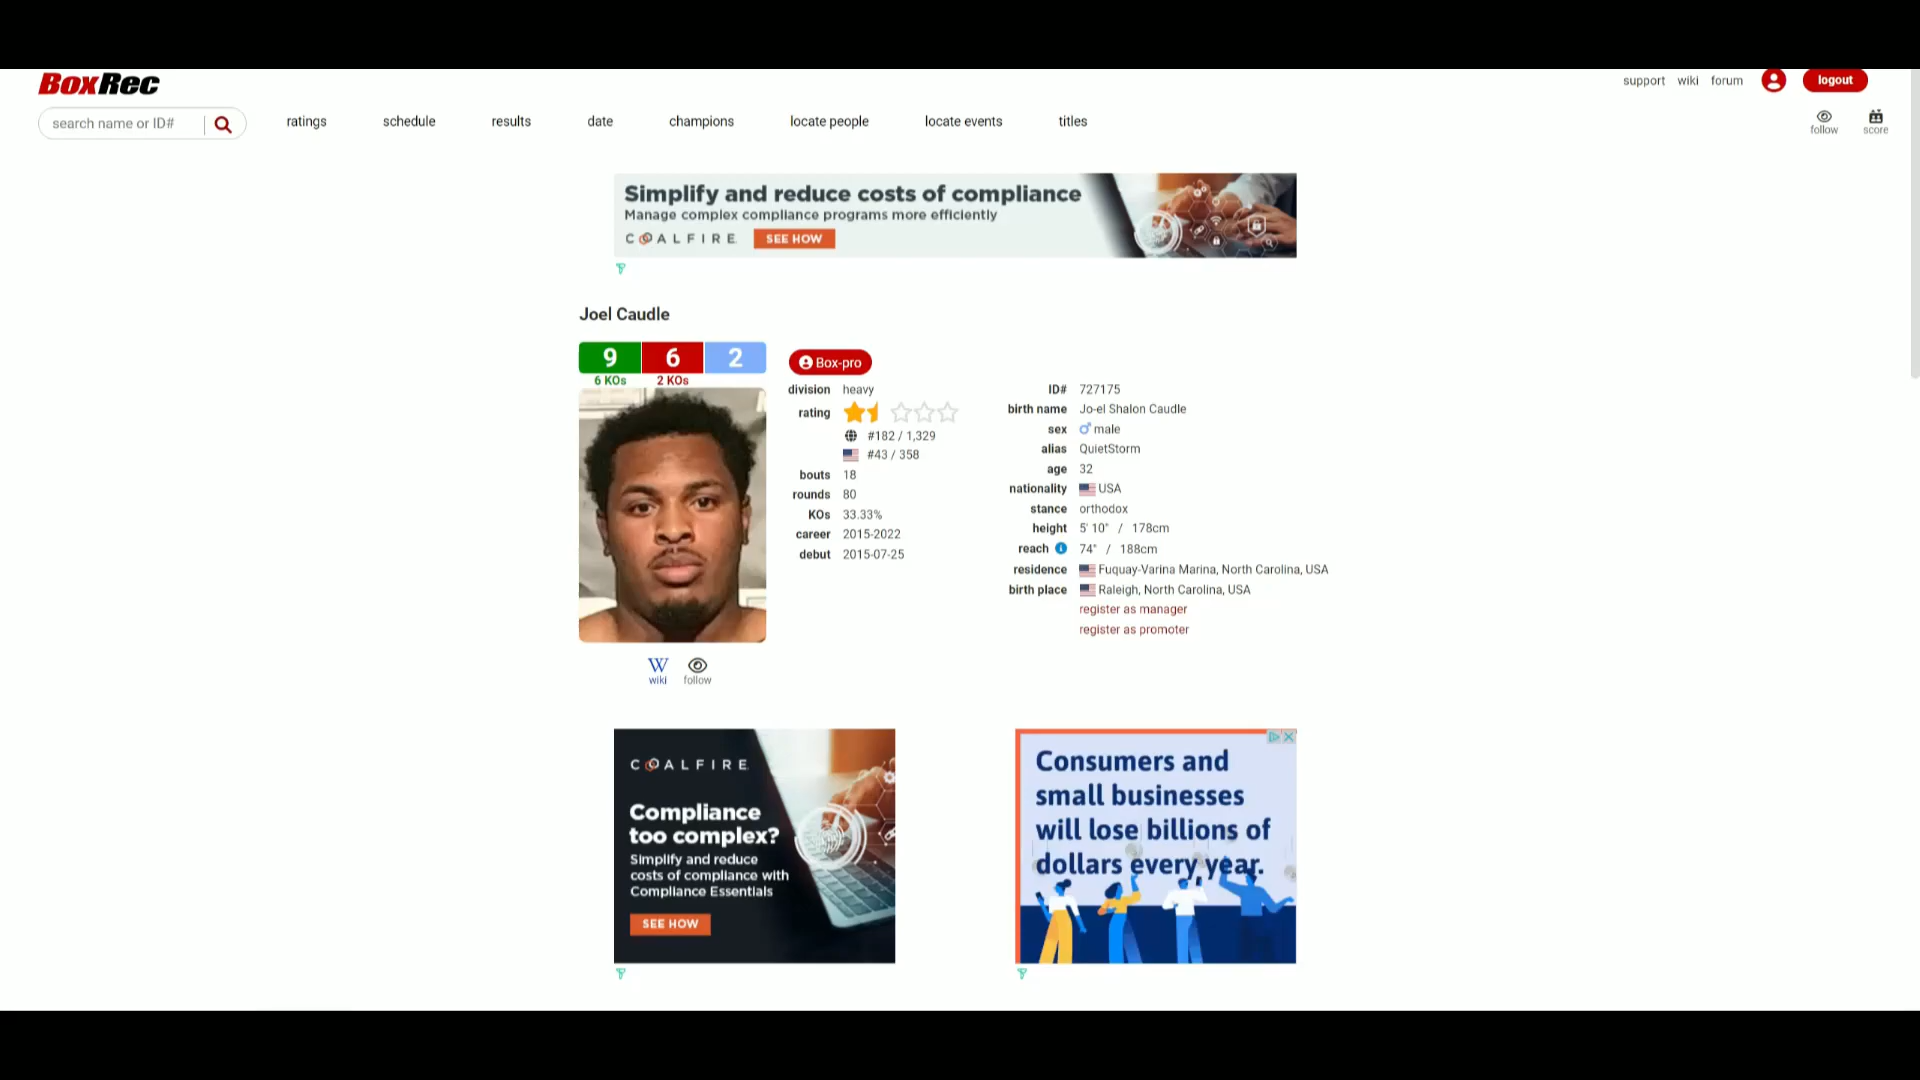 BoxRec
support wiki forum logout
search name or ID#
ratings schedule results date champions locate people locate events titles
follow score
Simplify and reduce costs of compliance
Manage complex compliance programs more efficiently
COALFIRE. SEE HOW
Joel Caudle
9 6 2
6 KOs 2 KOs
Box-pro
division heavy
rating
#182 / 1,329
#43 / 358
bouts 18
rounds 80
KOs 33.33%
career 2015-2022
debut 2015-07-25
ID# 727175
birth name Jo-el Shalon Caudle
sex ♂ male
alias QuietStorm
age 32
nationality USA
stance orthodox
height 5' 10" / 178cm
reach 74" / 188cm
residence Fuquay-Varina Marina, North Carolina, USA
birth place Raleigh, North Carolina, USA
register as manager
register as promoter
W
wiki follow
COALFIRE.
Compliance
too complex?
Simplify and reduce
costs of compliance with
Compliance Essentials
SEE HOW
Consumers and
small businesses
will lose billions of
dollars every year.